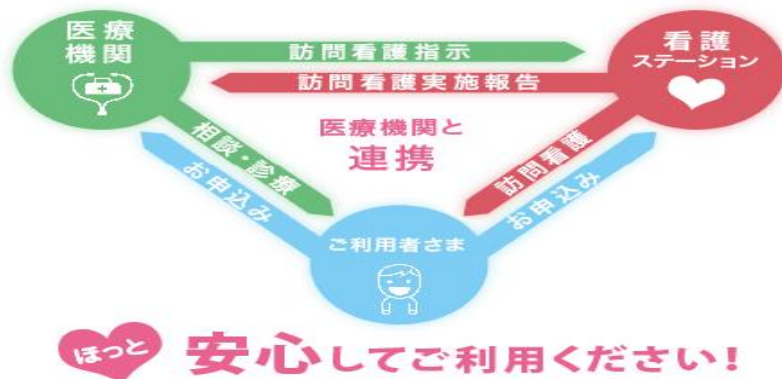 医療
機関
訪問看護指示
看護
ステーション
訪問看護実施報告
医療機関と
連携
相談・診療
お申込み
訪問看護
お申込み
ご利用者さま
ほっと
安心してご利用ください!